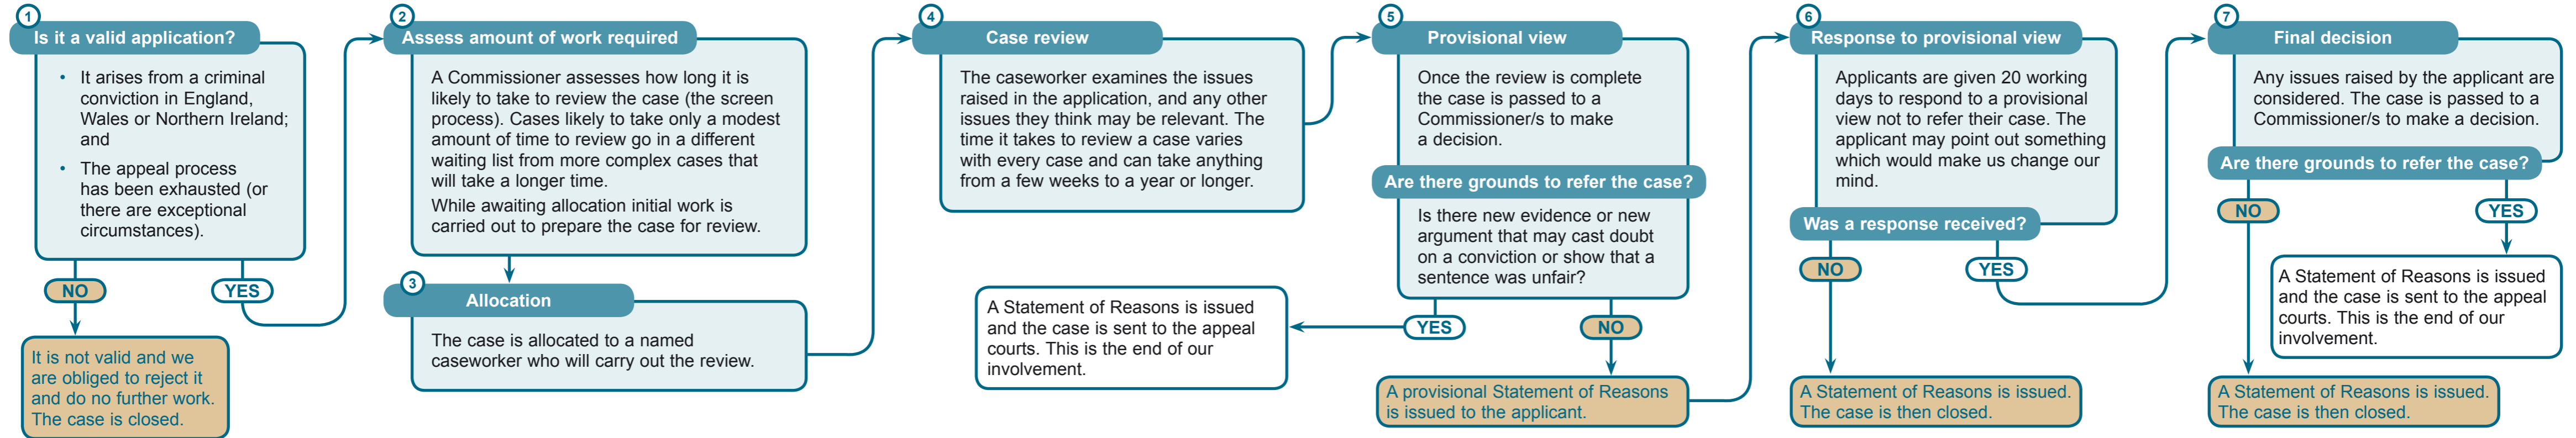 1
Is it a valid application?
• It arises from a criminal
conviction in England,
Wales or Northern Ireland;
and
• The appeal process
has been exhausted (or
there are exceptional
circumstances).
NO
YES
It is not valid and we
are obliged to reject it
and do no further work.
The case is closed.
2
Assess amount of work required
A Commissioner assesses how long it is
likely to take to review the case (the screen
process). Cases likely to take only a modest
amount of time to review go in a different
waiting list from more complex cases that
will take a longer time.
While awaiting allocation initial work is
carried out to prepare the case for review.
3
Allocation
The case is allocated to a named
caseworker who will carry out the review.
4
Case review
The caseworker examines the issues
raised in the application, and any other
issues they think may be relevant. The
time it takes to review a case varies
with every case and can take anything
from a few weeks to a year or longer.
5
Provisional view
Once the review is complete
the case is passed to a
Commissioner/s to make
a decision.
Are there grounds to refer the case?
Is there new evidence or new
argument that may cast doubt
on a conviction or show that a
sentence was unfair?
YES
NO
A Statement of Reasons is issued
and the case is sent to the appeal
courts. This is the end of our
involvement.
A provisional Statement of Reasons
is issued to the applicant.
6
Response to provisional view
Applicants are given 20 working
days to respond to a provisional
view not to refer their case. The
applicant may point out something
which would make us change our
mind.
Was a response received?
NO
YES
A Statement of Reasons is issued.
The case is then closed.
7
Final decision
Any issues raised by the applicant are
considered. The case is passed to a
Commissioner/s to make a decision.
Are there grounds to refer the case?
NO
YES
A Statement of Reasons is issued
and the case is sent to the appeal
courts. This is the end of our
involvement.
A Statement of Reasons is issued.
The case is then closed.